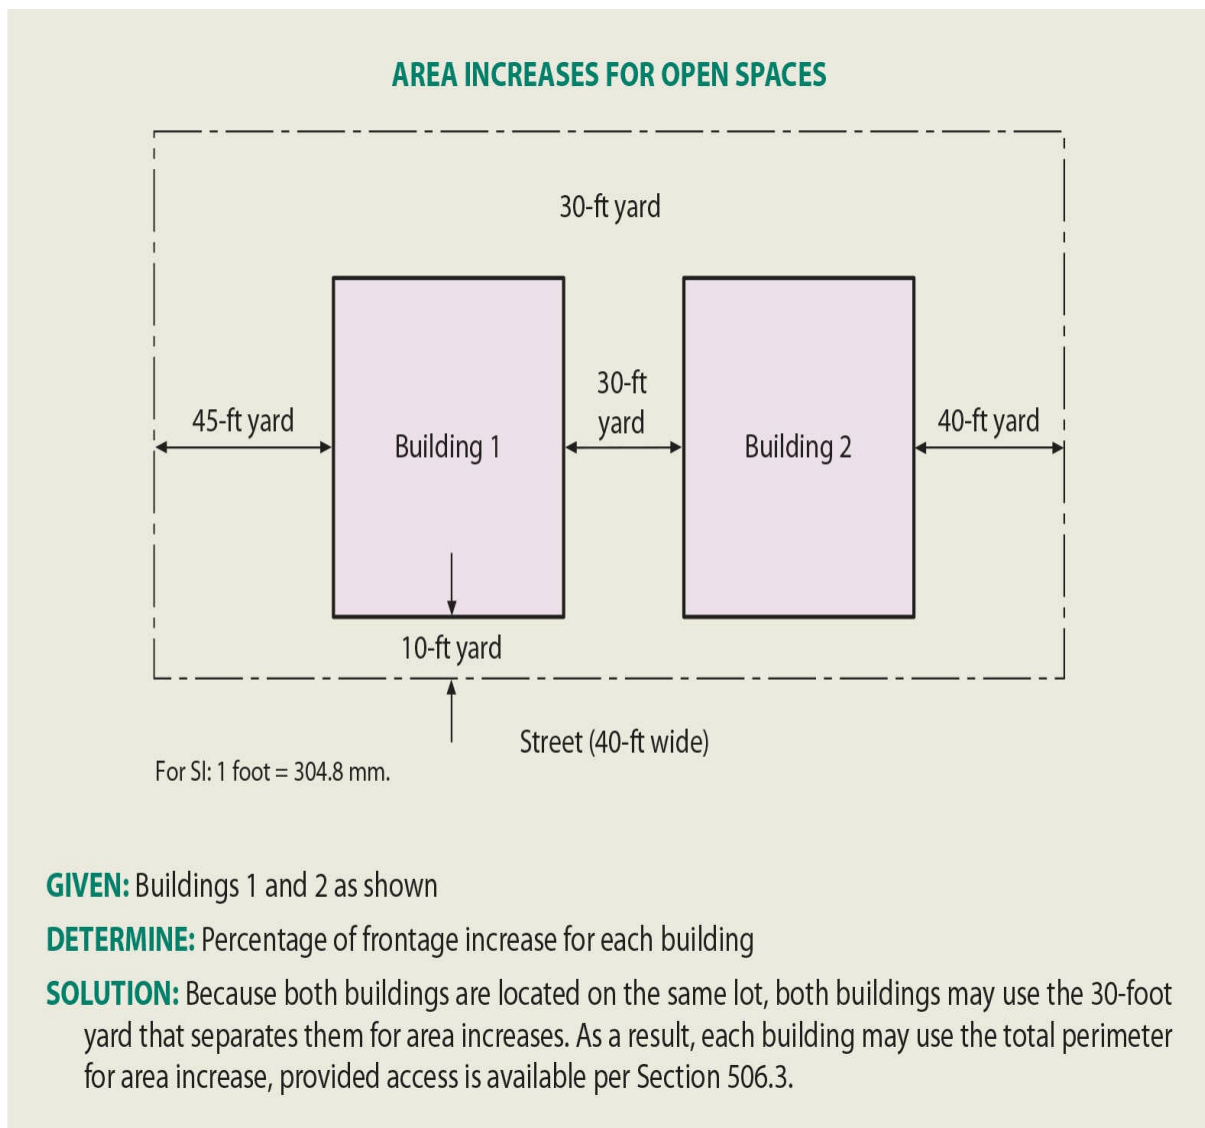 AREA INCREASES FOR OPEN SPACES
30-ft yard
30-ft
yard
45-ft yard
40-ft yard
Building 1
Building 2
10-ft yard
Street (40-ft wide)
For SI: 1 foot = 304.8 mm.
GIVEN: Buildings 1 and 2 as shown
DETERMINE: Percentage of frontage increase for each building
SOLUTION: Because both buildings are located on the same lot, both buildings may use the 30-foot
yard that separates them for area increases. As a result, each building may use the total perimeter
for area increase, provided access is available per Section 506.3.